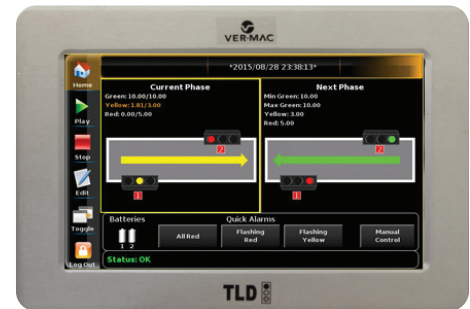 VER-MAC
*2015/08/28 23:38:13*
Home
Play
Stop
Edit
Toggle
Log Out
Current Phase
Green: 10.00/10.00
Yellow: 1.81/3.00
Red: 0.00/5.00
2
1
Next Phase
Min Green: 10.00
Max Green: 10.00
Yellow: 3.00
Red: 5.00
2
1
Batteries
1 2
Quick Alarms
All Red
Flashing
Red
Flashing
Yellow
Manual
Control
Status: OK
TLD